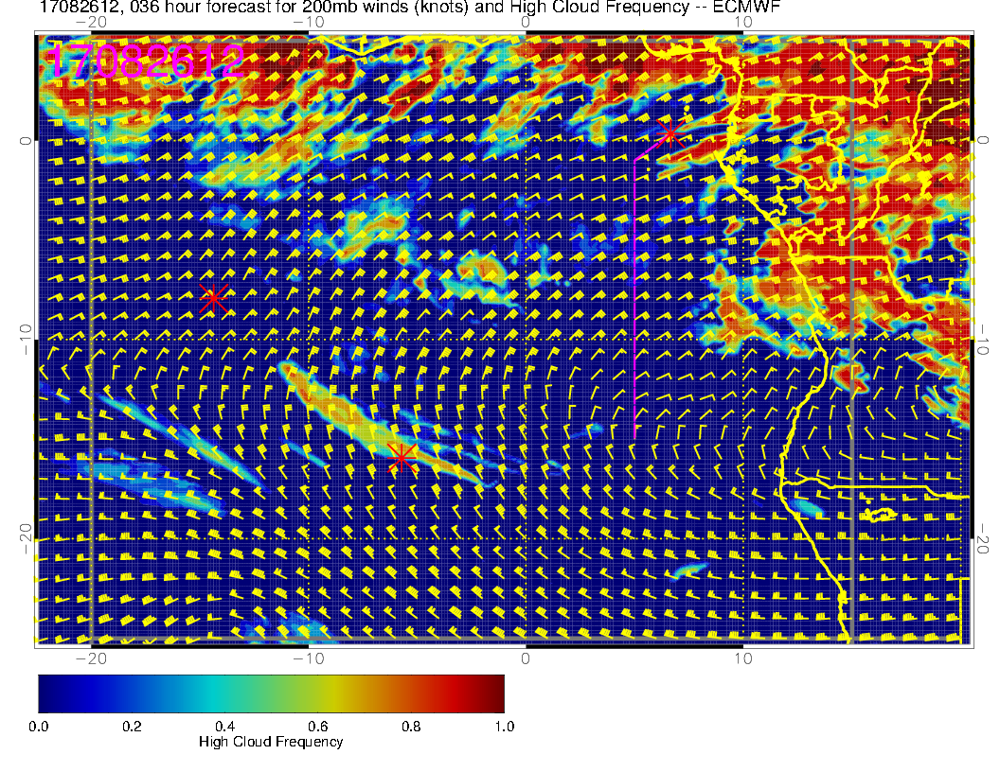 17082612, 036 hour forecast for 200mb winds (knots) and High Cloud Frequency -- ECMWF
−20 −10 0 10
17082612
0 0
−10 −10
−20 −20
−20 −10 0 10
0.0 0.2 0.4 0.6 0.8 1.0
High Cloud Frequency